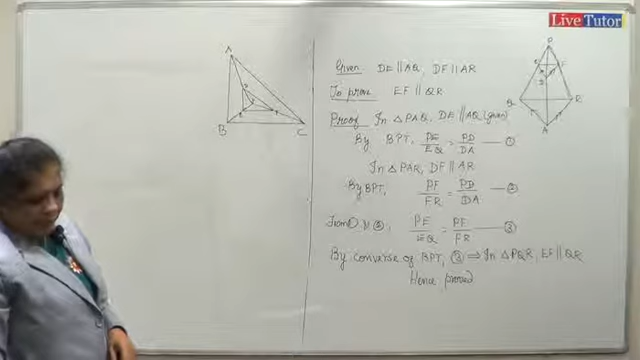 Live Tutor
Given DE || AQ, DF || AR
To prove EF || QR
Proof In △PAQ, DE || AQ (given)
By BPT, PE/EQ = PD/DA — ①
In △PAR, DF || AR
By BPT, PF/FR = PD/DA — ②
From ① & ②, PE/EQ = PF/FR — ③
By converse of BPT, ③ ⇒ In △PQR, EF || QR
Hence proved
A
B
C
P
E
F
D
Q
R
A